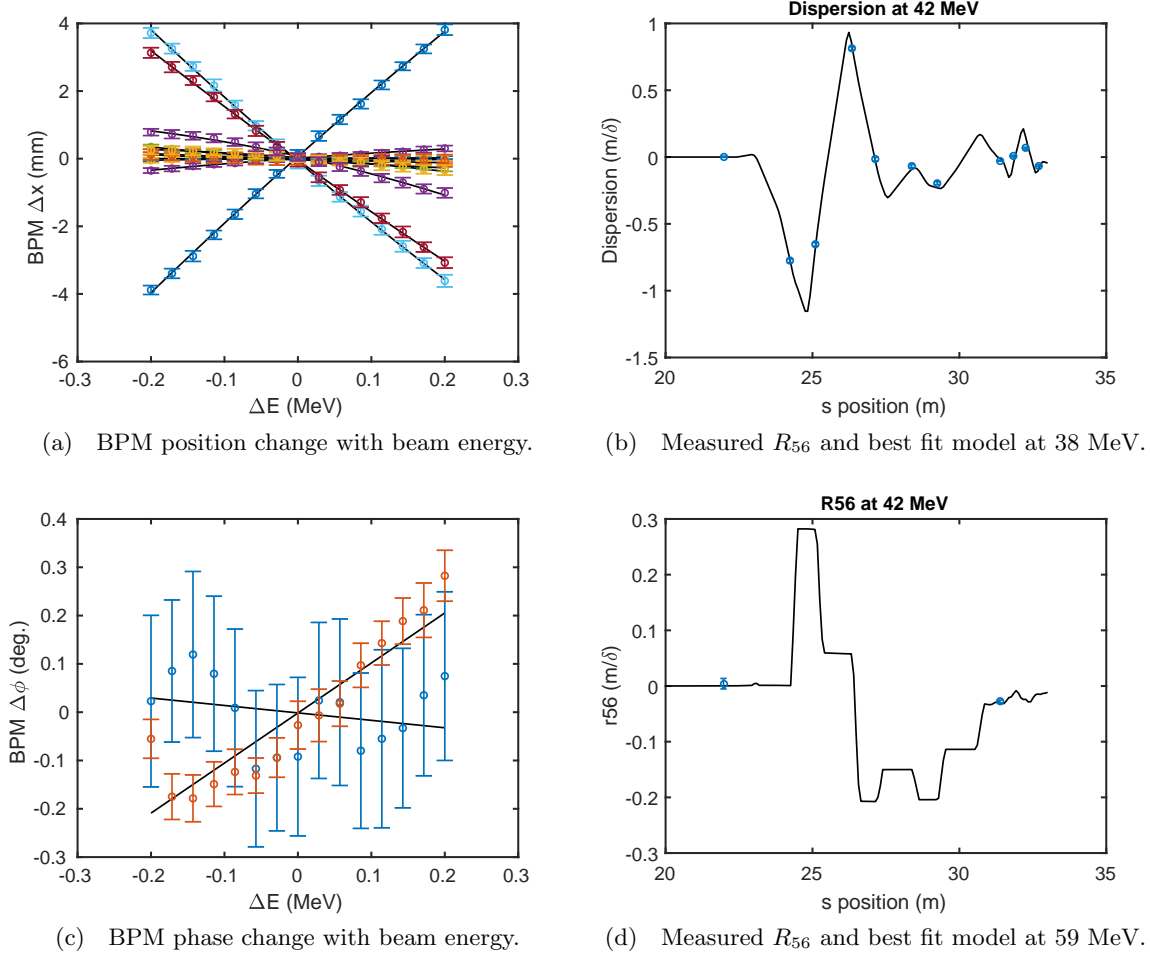 4
2
0
-2
-4
-6
BPM Δx (mm)
-0.3 -0.2 -0.1 0 0.1 0.2 0.3
ΔE (MeV)
(a) BPM position change with beam energy.
Dispersion at 42 MeV
1
0.5
0
-0.5
-1
-1.5
Dispersion (m/δ)
20 25 30 35
s position (m)
(b) Measured R₅₆ and best fit model at 38 MeV.
0.4
0.3
0.2
0.1
0
-0.1
-0.2
-0.3
BPM Δϕ (deg.)
-0.3 -0.2 -0.1 0 0.1 0.2 0.3
ΔE (MeV)
(c) BPM phase change with beam energy.
R56 at 42 MeV
0.3
0.2
0.1
0
-0.1
-0.2
-0.3
r56 (m/δ)
20 25 30 35
s position (m)
(d) Measured R₅₆ and best fit model at 59 MeV.